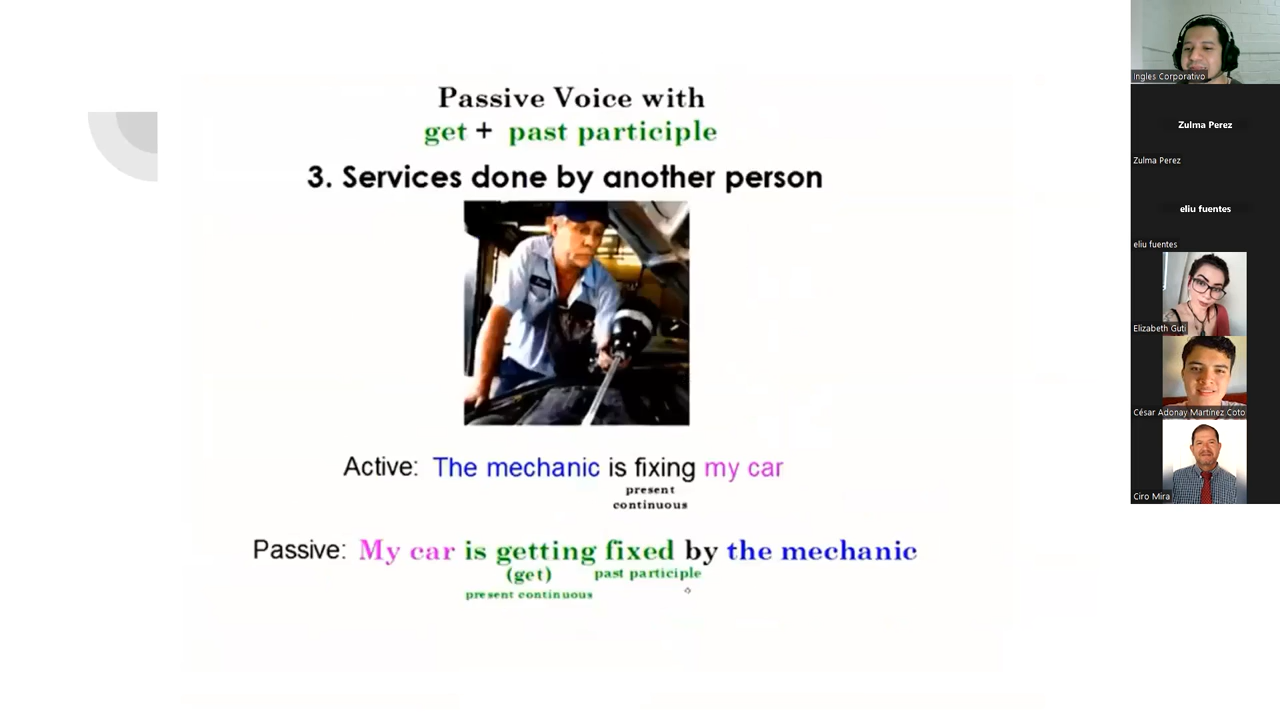 Passive Voice with
get + past participle
3. Services done by another person
Active: The mechanic is fixing my car
present
continuous
Passive: My car is getting fixed by the mechanic
(get) past participle
present continuous
Ingles Corporativo
Zulma Perez
Zulma Perez
eliu fuentes
eliu fuentes
Elizabeth Guti
César Adonay Martínez Coto
Ciro Mira